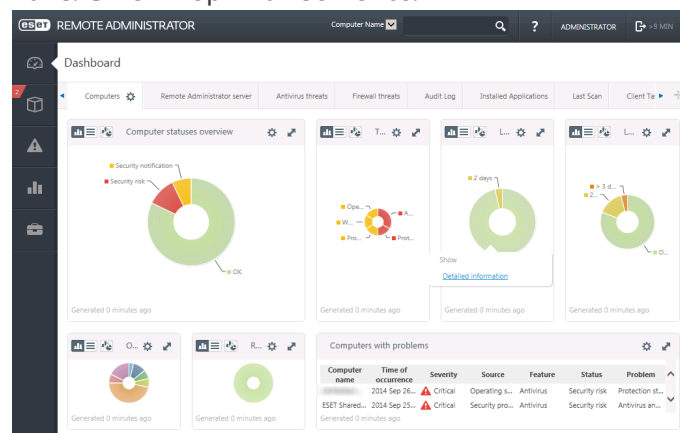 eset REMOTE ADMINISTRATOR Computer Name ? ADMINISTRATOR >9 MIN
Dashboard
2
Computers Remote Administrator server Antivirus threats Firewall threats Audit Log Installed Applications Last Scan Client Ta
Computer statuses overview
Security notification
Security risk
OK
Generated 0 minutes ago
T...
Ope...
W...
Pro...
A...
Prot...
Generated 0 minutes ago
L...
2 days
Show
Detailed information
Generated 0 minutes ago
L...
> 3 d...
2...
O...
Generated 0 minutes ago
O...
Generated 0 minutes ago
R...
Generated 0 minutes ago
Computers with problems
Computer name Time of occurrence Severity Source Feature Status Problem
2014 Sep 26... Critical Operating s... Antivirus Security risk Protection st...
ESET Shared... 2014 Sep 25... Critical Security pro... Antivirus Security risk Antivirus an...